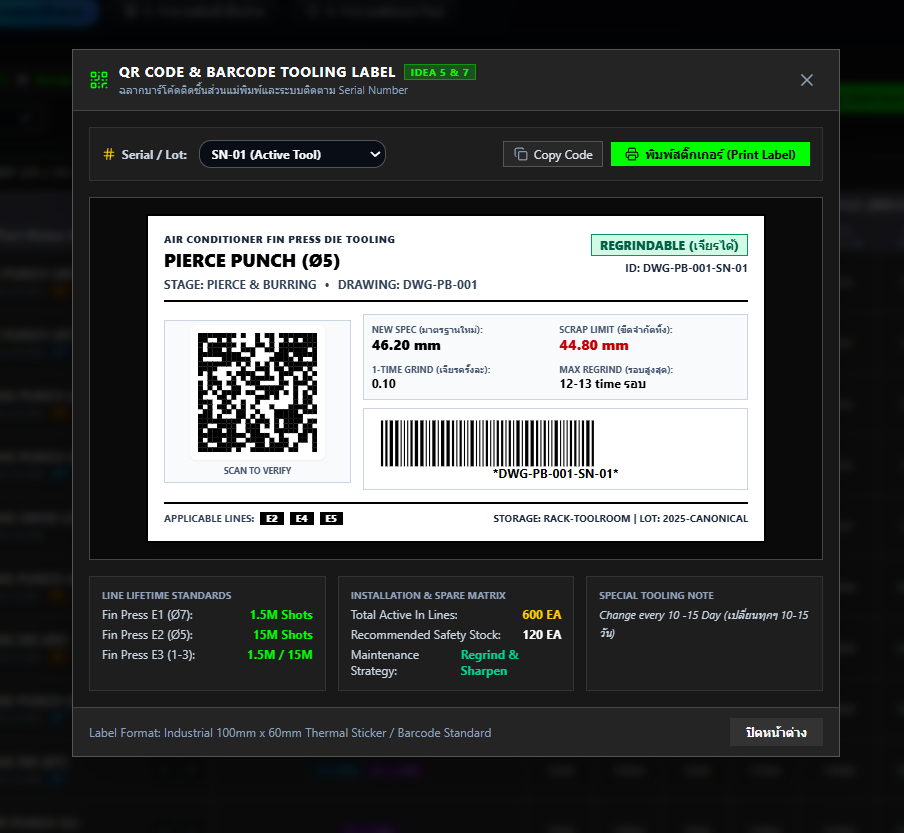 QR CODE & BARCODE TOOLING LABEL IDEA 5 & 7
ฉลากบาร์โค้ดติดชิ้นส่วนแม่พิมพ์และระบบติดตาม Serial Number
# Serial / Lot: SN-01 (Active Tool) Copy Code พิมพ์สติ๊กเกอร์ (Print Label)
AIR CONDITIONER FIN PRESS DIE TOOLING
PIERCE PUNCH (Ø5)
STAGE: PIERCE & BURRING • DRAWING: DWG-PB-001
REGRINDABLE (เจียรได้)
ID: DWG-PB-001-SN-01
SCAN TO VERIFY
NEW SPEC (มาตรฐานใหม่):
46.20 mm
SCRAP LIMIT (ขีดจำกัดทิ้ง):
44.80 mm
1-TIME GRIND (เจียรครั้งละ):
0.10
MAX REGRIND (รอบสูงสุด):
12-13 time รอบ
*DWG-PB-001-SN-01*
APPLICABLE LINES: E2 E4 E5
STORAGE: RACK-TOOLROOM | LOT: 2025-CANONICAL
LINE LIFETIME STANDARDS
Fin Press E1 (Ø7): 1.5M Shots
Fin Press E2 (Ø5): 15M Shots
Fin Press E3 (1-3): 1.5M / 15M
INSTALLATION & SPARE MATRIX
Total Active In Lines: 600 EA
Recommended Safety Stock: 120 EA
Maintenance Strategy: Regrind & Sharpen
SPECIAL TOOLING NOTE
Change every 10 -15 Day (เปลี่ยนทุกๆ 10-15
วัน)
Label Format: Industrial 100mm x 60mm Thermal Sticker / Barcode Standard
ปิดหน้าต่าง